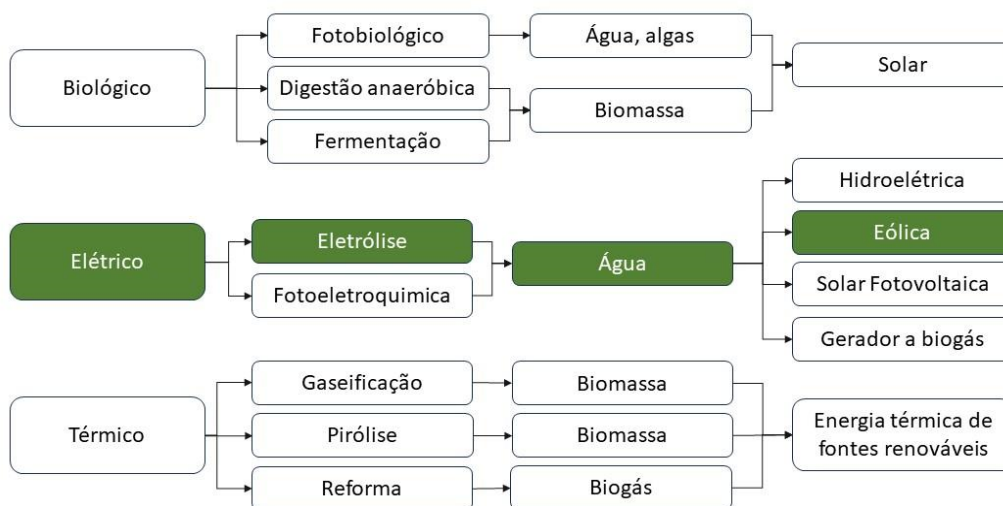 Fotobiológico
Água, algas
Biológico
Digestão anaeróbica
Solar
Biomassa
Fermentação
Hidroelétrica
Elétrico
Eletrólise
Água
Eólica
Fotoeletroquimica
Solar Fotovoltaica
Gerador a biogás
Gaseificação
Biomassa
Térmico
Pirólise
Biomassa
Energia térmica de
fontes renováveis
Reforma
Biogás